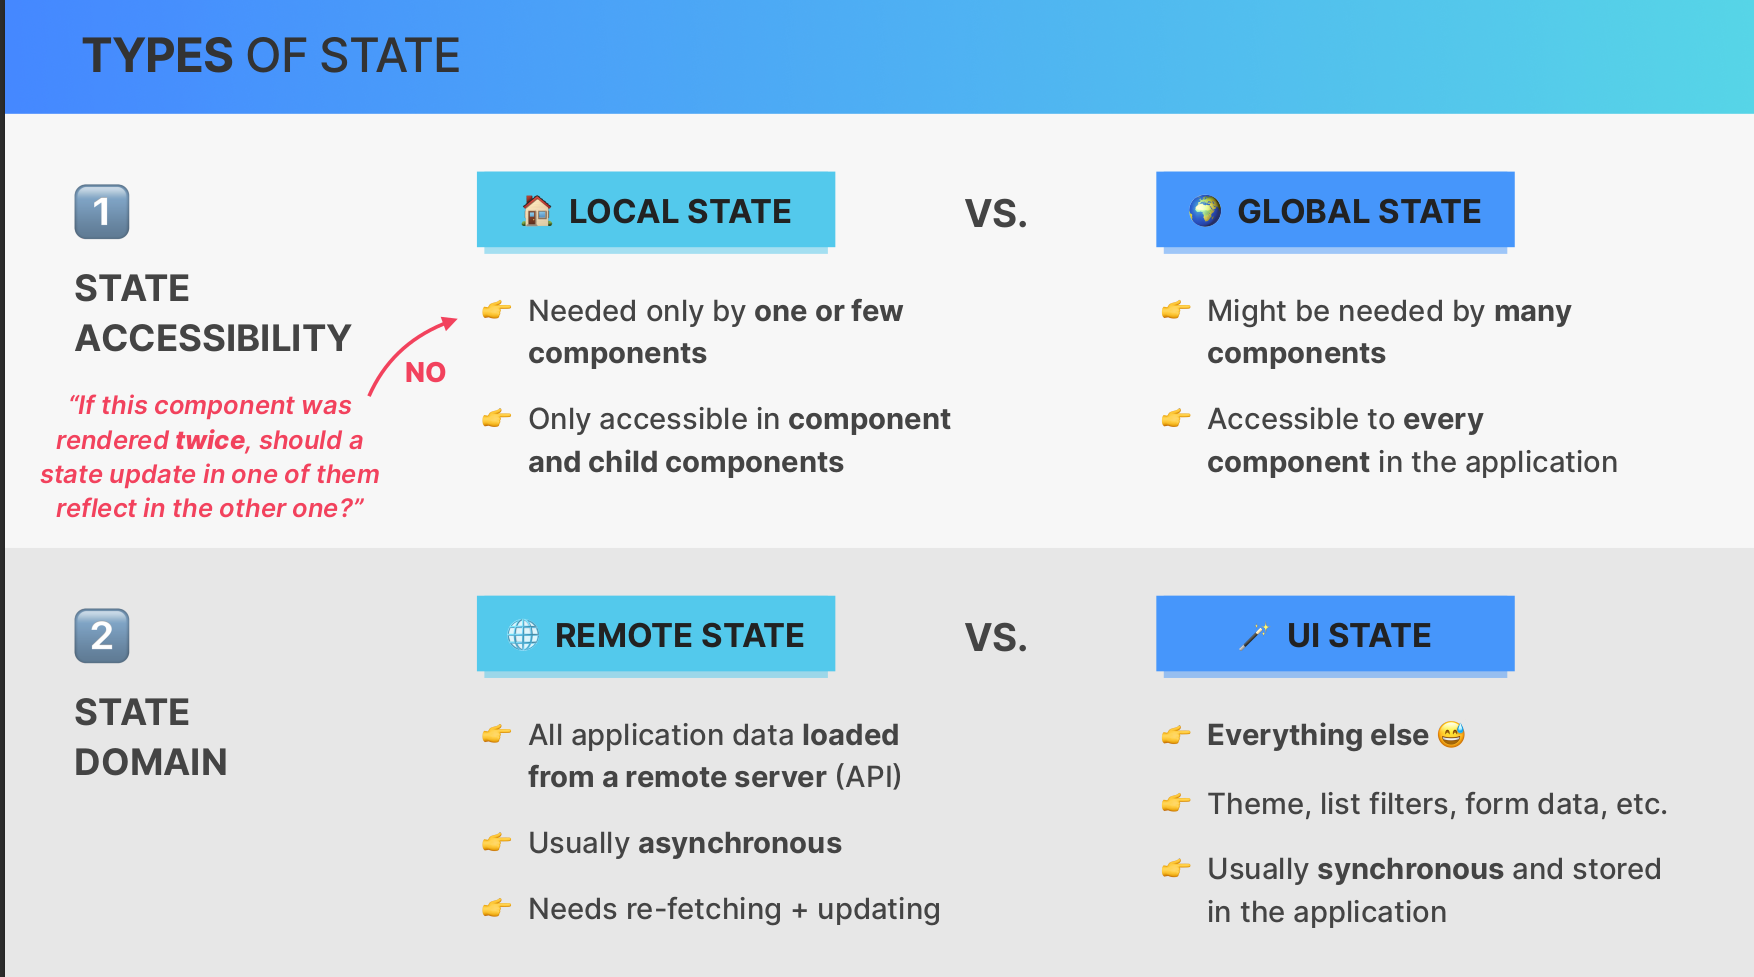 TYPES OF STATE
1
STATE
ACCESSIBILITY
“If this component was
rendered twice, should a
state update in one of them
reflect in the other one?”
NO
🏠 LOCAL STATE
👉 Needed only by one or few
components
👉 Only accessible in component
and child components
VS.
🌍 GLOBAL STATE
👉 Might be needed by many
components
👉 Accessible to every
component in the application
2
STATE
DOMAIN
🌐 REMOTE STATE
👉 All application data loaded
from a remote server (API)
👉 Usually asynchronous
👉 Needs re-fetching + updating
VS.
🪄 UI STATE
👉 Everything else 😅
👉 Theme, list filters, form data, etc.
👉 Usually synchronous and stored
in the application